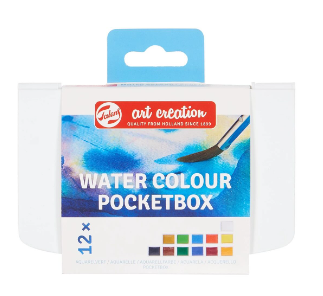 Talens
art creation
QUALITY FROM HOLLAND SINCE 1899
WATER COLOUR
POCKETBOX
12×